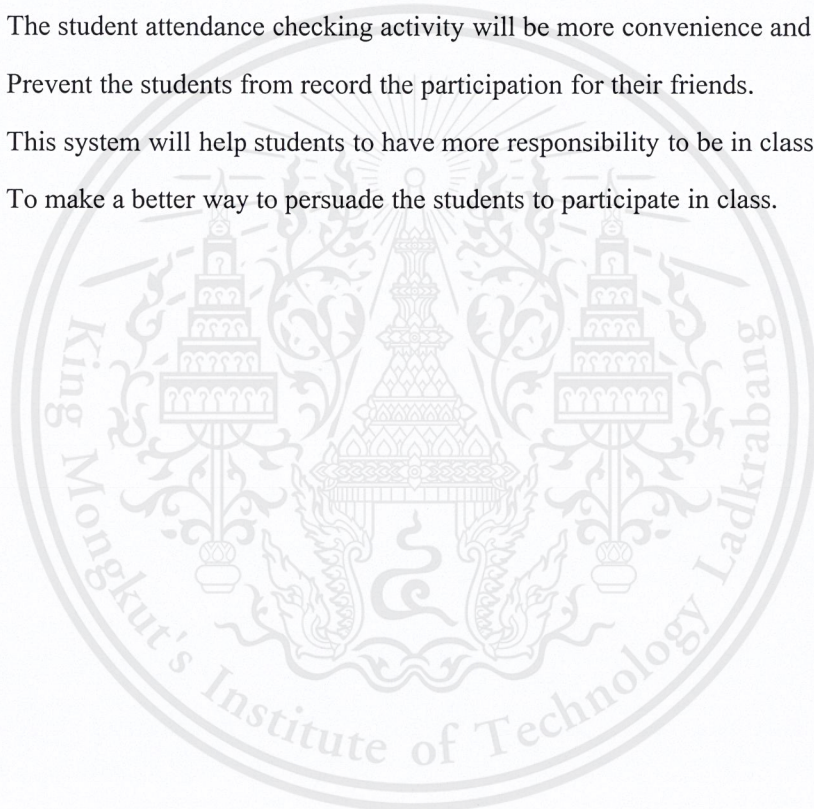 The student attendance checking activity will be more convenience and
Prevent the students from record the participation for their friends.
This system will help students to have more responsibility to be in class
To make a better way to persuade the students to participate in class.
King Mongkut's Institute of Technology Ladkrabang